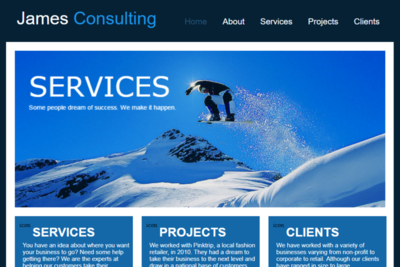 James Consulting
Home About Services Projects Clients
SERVICES
Some people dream of success. We make it happen.
SERVICES
You have an idea about where you want
your business to go? Need some help
getting there? We are the experts at
helping our customers take their
PROJECTS
We worked with Pinktrip, a local fashion
retailer, in 2010. They had a dream to
take their business to the next level and
draw in a national base of customers
CLIENTS
We have worked with a variety of
businesses varying from non-profit to
corporate to retail. Although our clients
have ranged in size to large